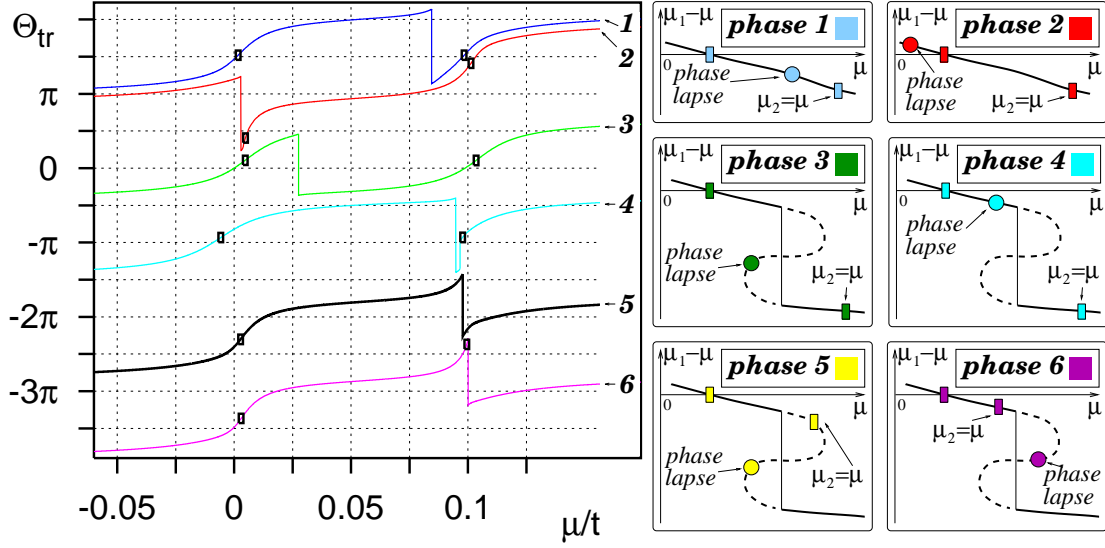 Θtr
π
0
-π
-2π
-3π
-0.05 0 0.05 0.1 μ/t
1
2
3
4
5
6
μ1−μ
phase 1
0
μ
phase
lapse
μ2=μ
μ1−μ
phase 2
0
μ
phase
lapse
μ2=μ
μ1−μ
phase 3
0
μ
phase
lapse
μ2=μ
μ1−μ
phase 4
0
μ
phase
lapse
μ2=μ
μ1−μ
phase 5
0
μ
phase
lapse
μ2=μ
μ1−μ
phase 6
0
μ
μ2=μ
phase
lapse